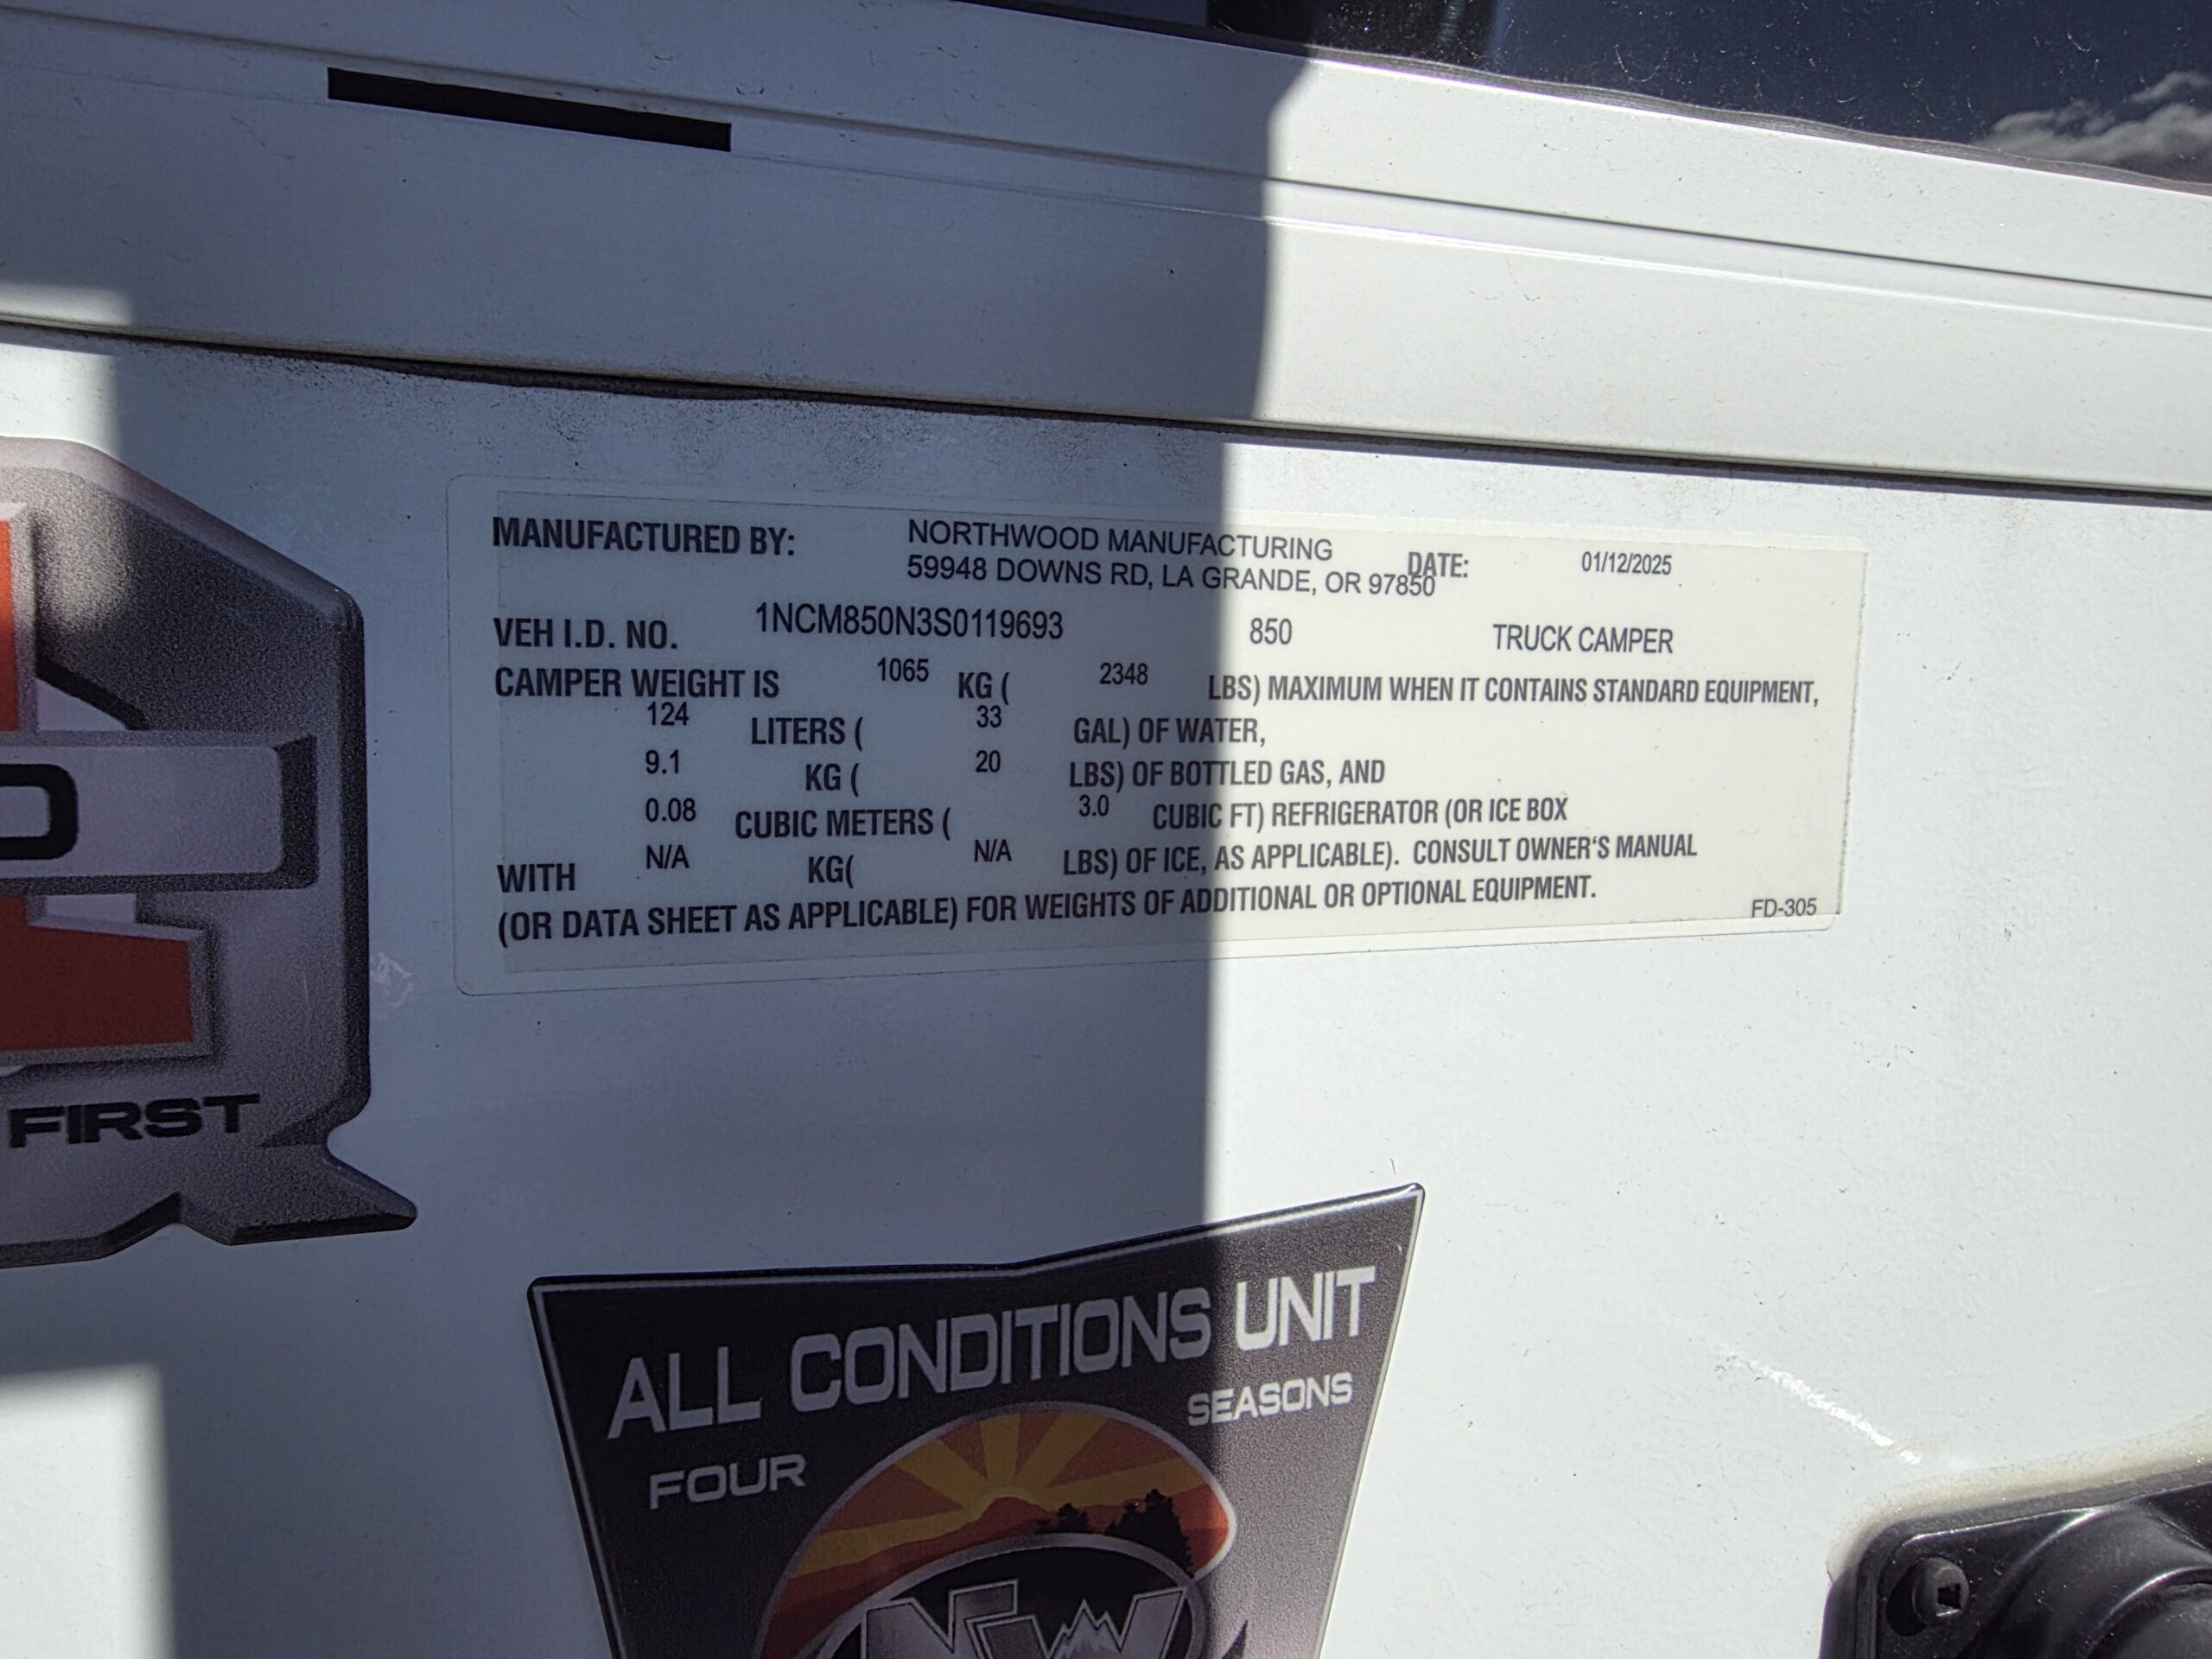 MANUFACTURED BY: NORTHWOOD MANUFACTURING
59948 DOWNS RD, LA GRANDE, OR 97850 DATE: 01/12/2025
VEH I.D. NO. 1NCM850N3S0119693 850 TRUCK CAMPER
CAMPER WEIGHT IS 1065 KG ( 2348 LBS) MAXIMUM WHEN IT CONTAINS STANDARD EQUIPMENT,
124 LITERS ( 33 GAL) OF WATER,
9.1 KG ( 20 LBS) OF BOTTLED GAS, AND
0.08 CUBIC METERS ( 3.0 CUBIC FT) REFRIGERATOR (OR ICE BOX
WITH N/A KG( N/A LBS) OF ICE, AS APPLICABLE). CONSULT OWNER'S MANUAL
(OR DATA SHEET AS APPLICABLE) FOR WEIGHTS OF ADDITIONAL OR OPTIONAL EQUIPMENT.
FD-305
FIRST
ALL CONDITIONS UNIT
FOUR SEASONS
NW